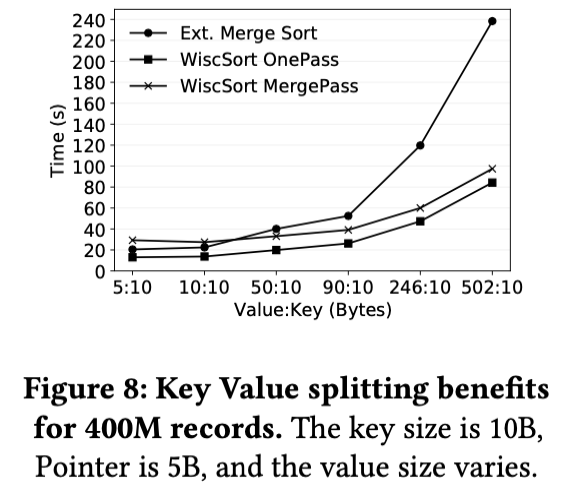 240
220
200
180
160
140
120
100
80
60
40
20
0
Time (s)
Ext. Merge Sort
WiscSort OnePass
WiscSort MergePass
5:10 10:10 50:10 90:10 246:10 502:10
Value:Key (Bytes)
Figure 8: Key Value splitting benefits
for 400M records. The key size is 10B,
Pointer is 5B, and the value size varies.